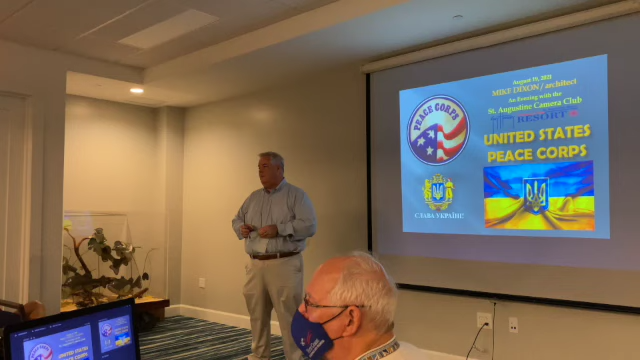 August 19, 2021
MIKE DIXON / architect
An Evening with the
St. Augustine Camera Club
RESORT
PEACE CORPS
UNITED STATES
PEACE CORPS
СЛАВА УКРАЇНІ